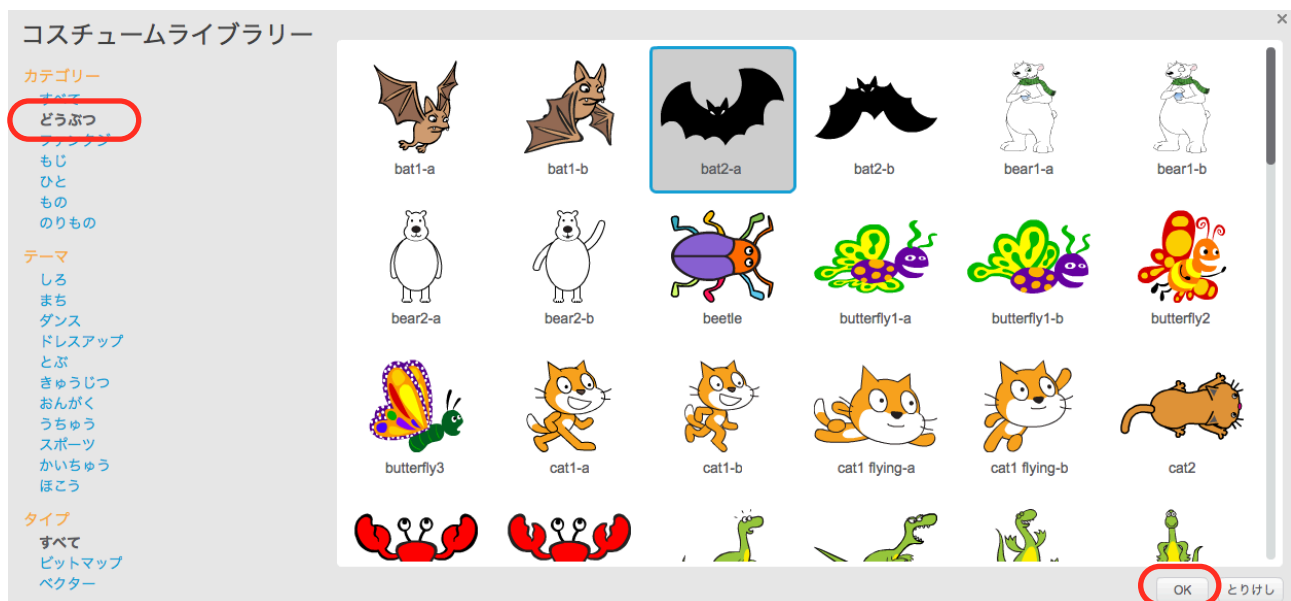 コスチュームライブラリー
カテゴリー
すべて
どうぶつ
ファンタジー
もじ
ひと
もの
のりもの
テーマ
しろ
まち
ダンス
ドレスアップ
とぶ
きゅうじつ
おんがく
うちゅう
スポーツ
かいちゅう
ほこう
タイプ
すべて
ビットマップ
ベクター
bat1-a
bat1-b
bat2-a
bat2-b
bear1-a
bear1-b
bear2-a
bear2-b
beetle
butterfly1-a
butterfly1-b
butterfly2
butterfly3
cat1-a
cat1-b
cat1 flying-a
cat1 flying-b
cat2
OK
とりけし